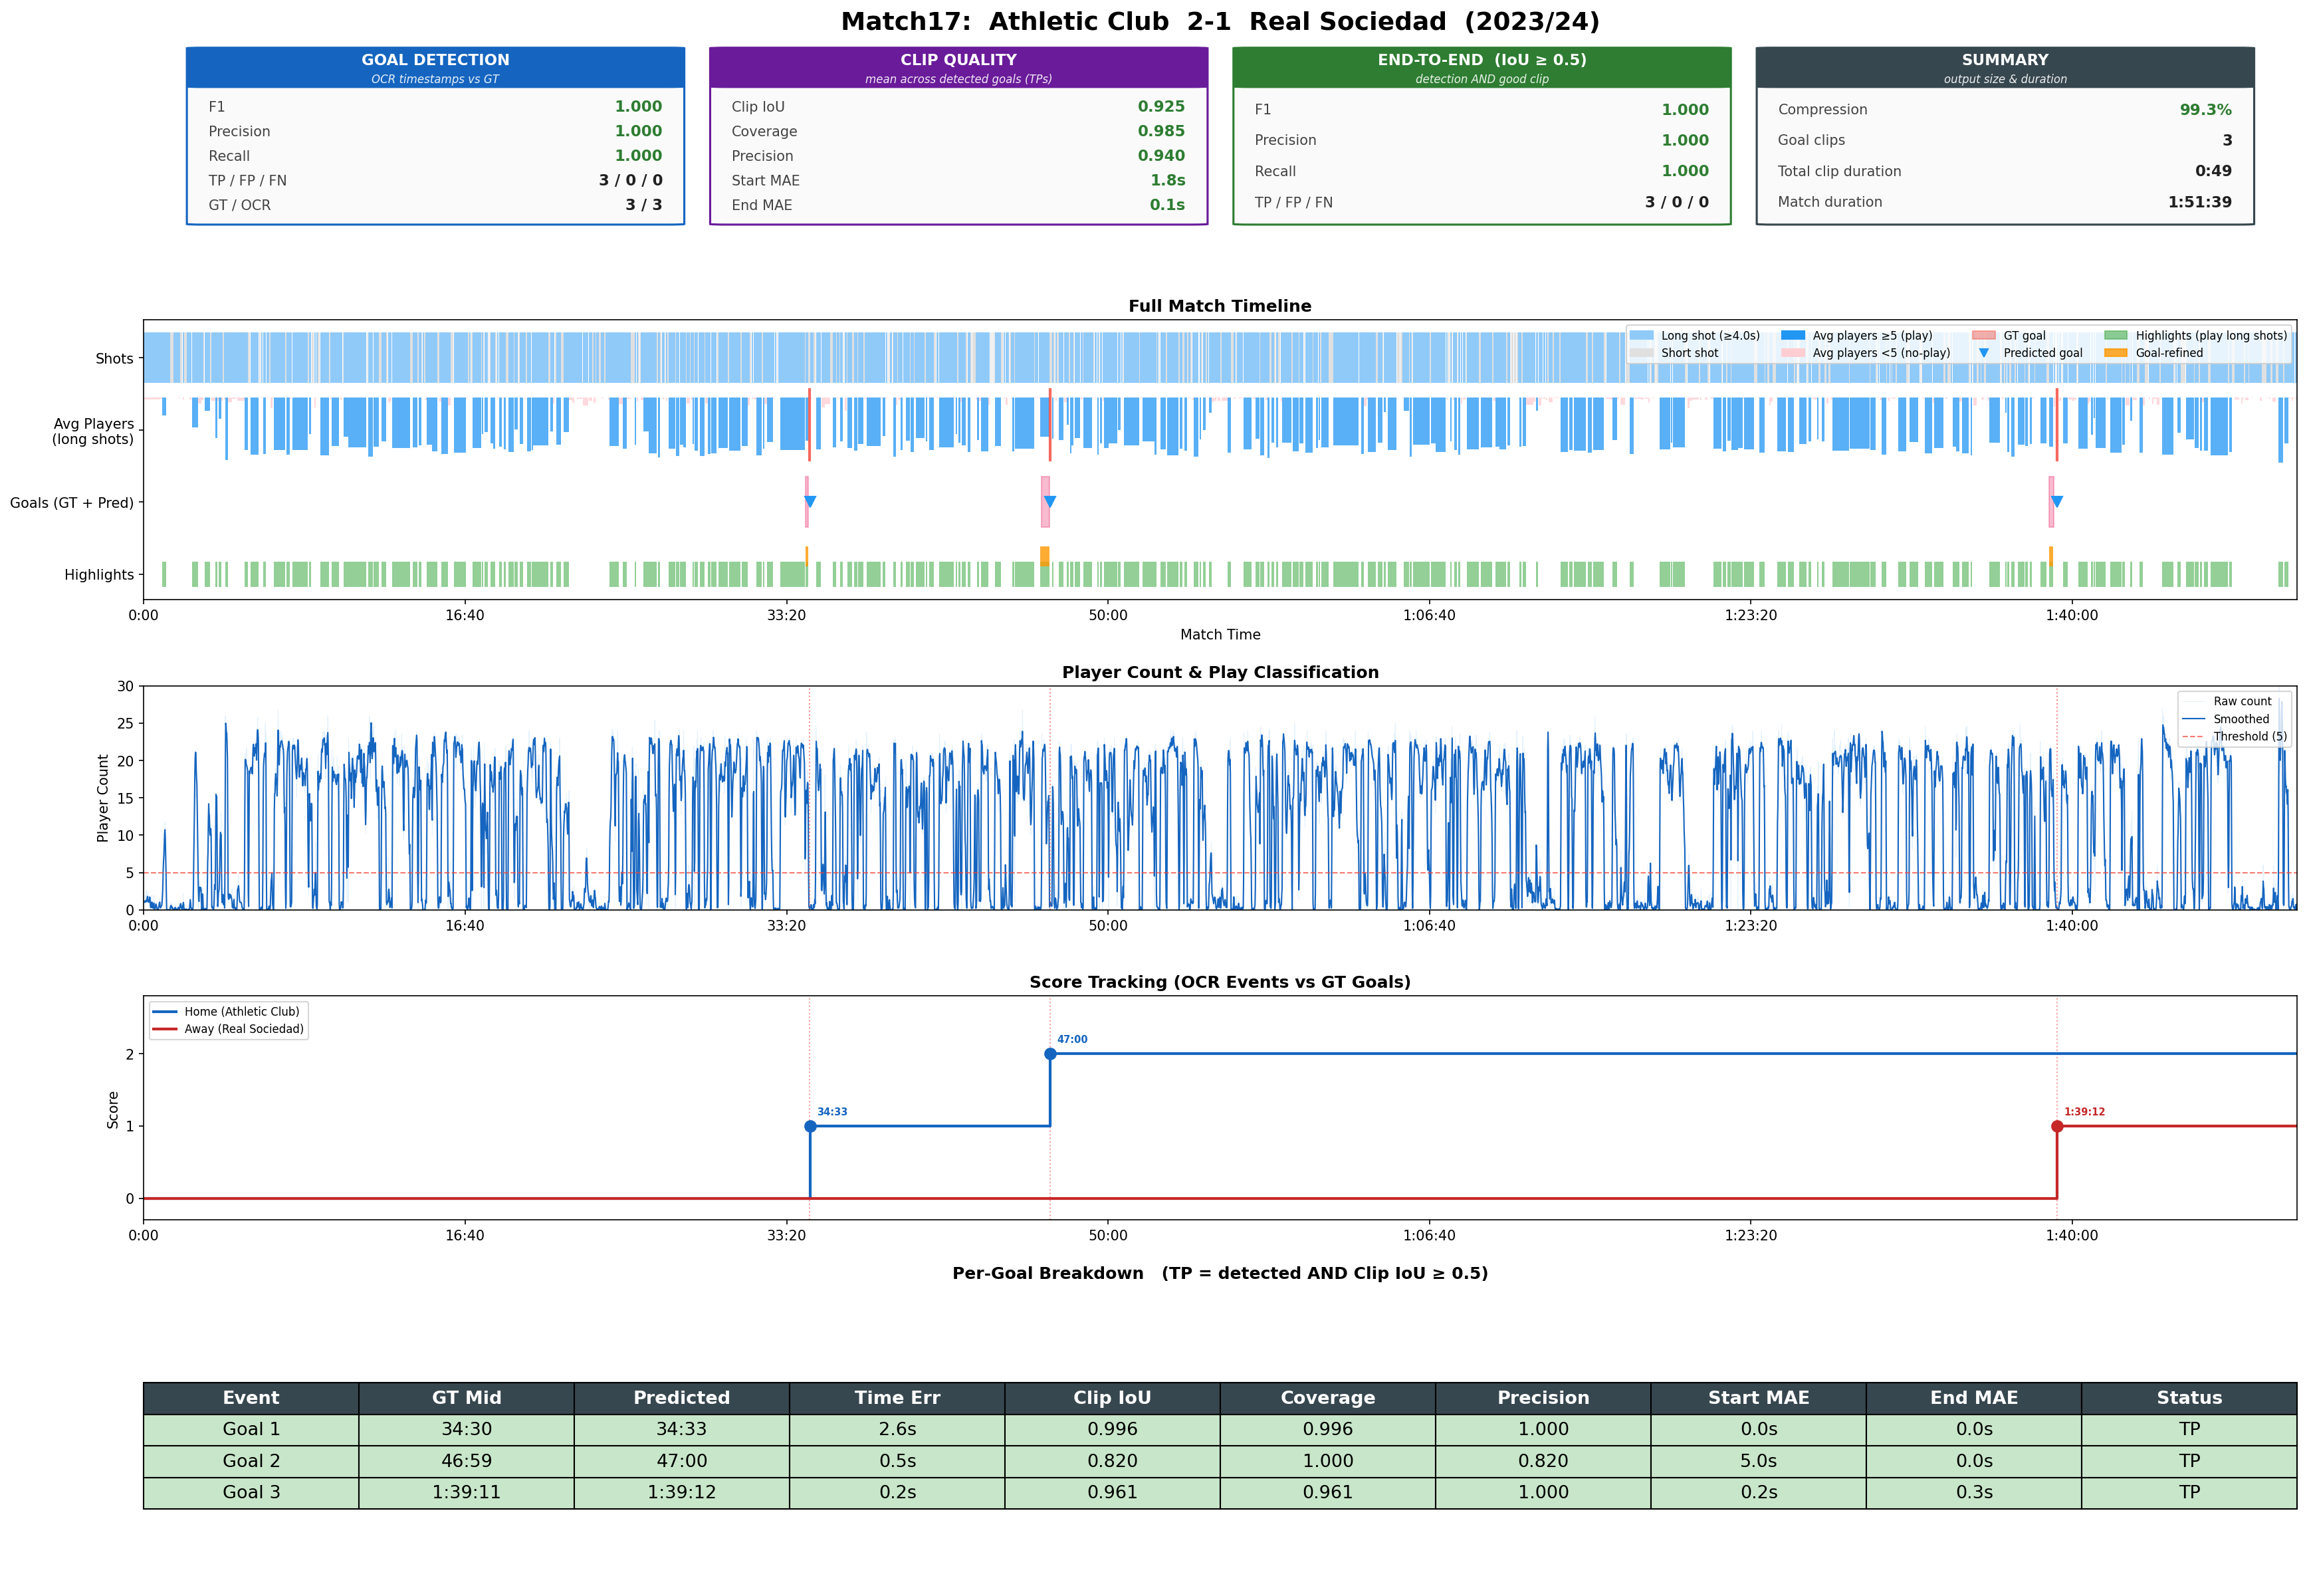 Match17: Athletic Club 2-1 Real Sociedad (2023/24)
GOAL DETECTION
OCR timestamps vs GT
F1 1.000
Precision 1.000
Recall 1.000
TP / FP / FN 3 / 0 / 0
GT / OCR 3 / 3
CLIP QUALITY
mean across detected goals (TPs)
Clip IoU 0.925
Coverage 0.985
Precision 0.940
Start MAE 1.8s
End MAE 0.1s
END-TO-END (IoU ≥ 0.5)
detection AND good clip
F1 1.000
Precision 1.000
Recall 1.000
TP / FP / FN 3 / 0 / 0
SUMMARY
output size & duration
Compression 99.3%
Goal clips 3
Total clip duration 0:49
Match duration 1:51:39
Full Match Timeline
Long shot (≥4.0s) Avg players ≥5 (play) GT goal Highlights (play long shots)
Short shot Avg players <5 (no-play) Predicted goal Goal-refined
Shots
Avg Players
(long shots)
Goals (GT + Pred)
Highlights
0:00 16:40 33:20 50:00 1:06:40 1:23:20 1:40:00
Match Time
Player Count & Play Classification
Raw count
Smoothed
Threshold (5)
Player Count
30
25
20
15
10
5
0
0:00 16:40 33:20 50:00 1:06:40 1:23:20 1:40:00
Score Tracking (OCR Events vs GT Goals)
Home (Athletic Club)
Away (Real Sociedad)
47:00
34:33
1:39:12
Score
2
1
0
0:00 16:40 33:20 50:00 1:06:40 1:23:20 1:40:00
Per-Goal Breakdown (TP = detected AND Clip IoU ≥ 0.5)
Event GT Mid Predicted Time Err Clip IoU Coverage Precision Start MAE End MAE Status
Goal 1 34:30 34:33 2.6s 0.996 0.996 1.000 0.0s 0.0s TP
Goal 2 46:59 47:00 0.5s 0.820 1.000 0.820 5.0s 0.0s TP
Goal 3 1:39:11 1:39:12 0.2s 0.961 0.961 1.000 0.2s 0.3s TP